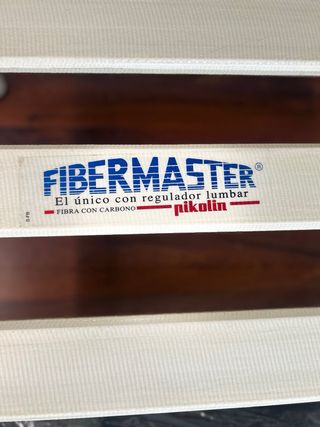 FIBERMASTER®
El único con regulador lumbar
FIBRA CON CARBONO pikolin